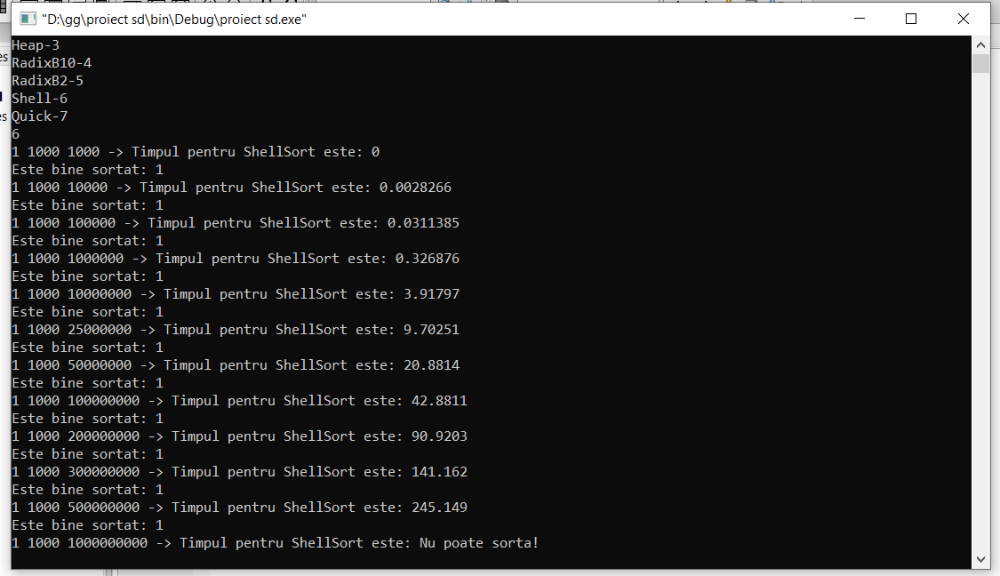 "D:\gg\proiect sd\bin\Debug\proiect sd.exe"
Heap-3
RadixB10-4
RadixB2-5
Shell-6
Quick-7
6
1 1000 1000 -> Timpul pentru ShellSort este: 0
Este bine sortat: 1
1 1000 10000 -> Timpul pentru ShellSort este: 0.0028266
Este bine sortat: 1
1 1000 100000 -> Timpul pentru ShellSort este: 0.0311385
Este bine sortat: 1
1 1000 1000000 -> Timpul pentru ShellSort este: 0.326876
Este bine sortat: 1
1 1000 10000000 -> Timpul pentru ShellSort este: 3.91797
Este bine sortat: 1
1 1000 25000000 -> Timpul pentru ShellSort este: 9.70251
Este bine sortat: 1
1 1000 50000000 -> Timpul pentru ShellSort este: 20.8814
Este bine sortat: 1
1 1000 100000000 -> Timpul pentru ShellSort este: 42.8811
Este bine sortat: 1
1 1000 200000000 -> Timpul pentru ShellSort este: 90.9203
Este bine sortat: 1
1 1000 300000000 -> Timpul pentru ShellSort este: 141.162
Este bine sortat: 1
1 1000 500000000 -> Timpul pentru ShellSort este: 245.149
Este bine sortat: 1
1 1000 1000000000 -> Timpul pentru ShellSort este: Nu poate sorta!